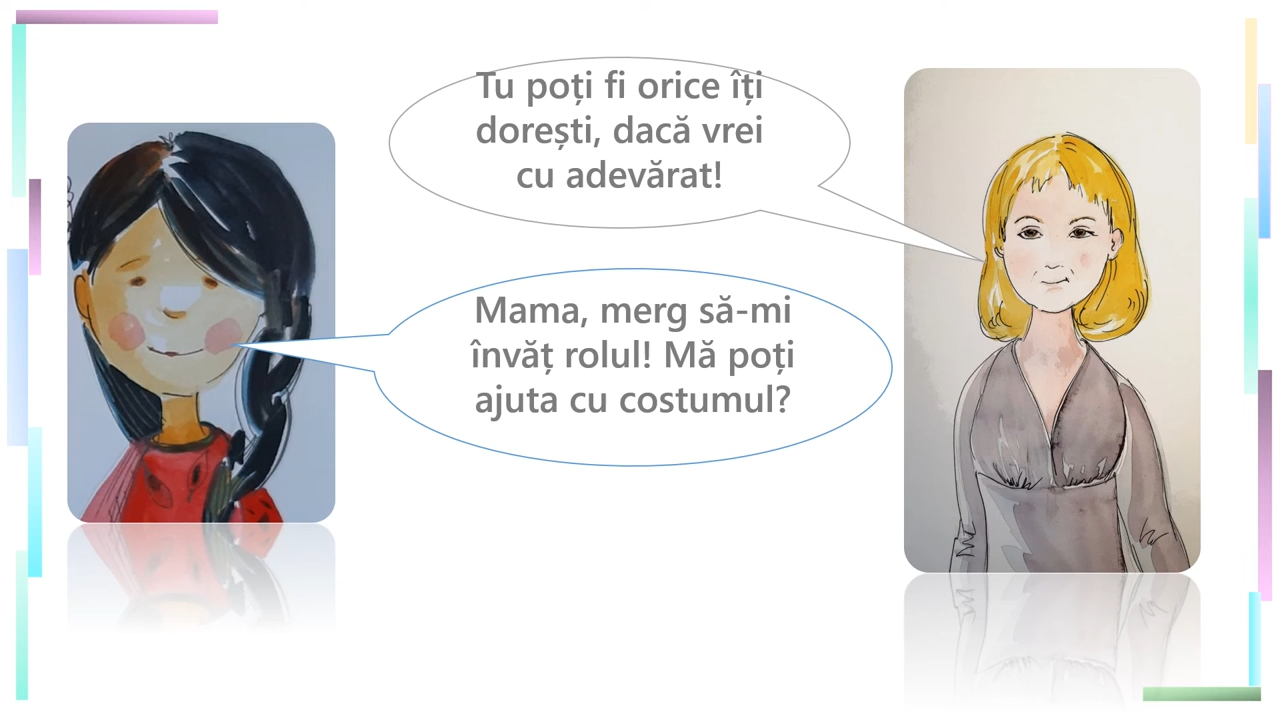 Tu poți fi orice îți
dorești, dacă vrei
cu adevărat!
Mama, merg să-mi
învăț rolul! Mă poți
ajuta cu costumul?